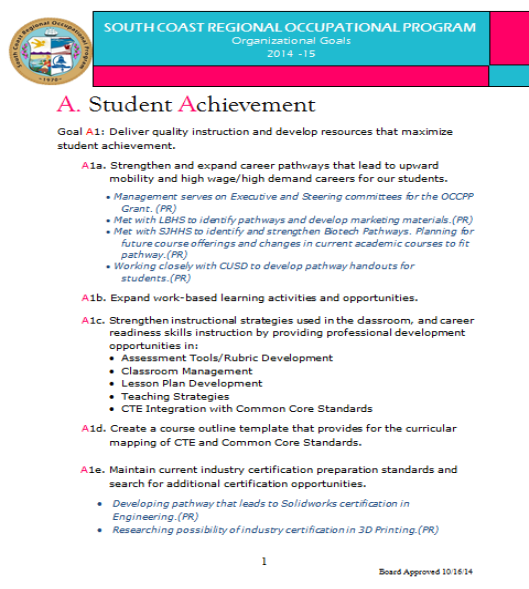 South Coast Regional Occupational Program
- 1970 -
SOUTH COAST REGIONAL OCCUPATIONAL PROGRAM
Organizational Goals
2014 -15
A. Student Achievement
Goal A1: Deliver quality instruction and develop resources that maximize
student achievement.
A1a. Strengthen and expand career pathways that lead to upward
mobility and high wage/high demand careers for our students.
• Management serves on Executive and Steering committees for the OCCPP
Grant. (PR)
• Met with LBHS to identify pathways and develop marketing materials.(PR)
• Met with SJHHS to identify and strengthen Biotech Pathways. Planning for
future course offerings and changes in current academic courses to fit
pathway.(PR)
• Working closely with CUSD to develop pathway handouts for
students.(PR)
A1b. Expand work-based learning activities and opportunities.
A1c. Strengthen instructional strategies used in the classroom, and career
readiness skills instruction by providing professional development
opportunities in:
• Assessment Tools/Rubric Development
• Classroom Management
• Lesson Plan Development
• Teaching Strategies
• CTE Integration with Common Core Standards
A1d. Create a course outline template that provides for the curricular
mapping of CTE and Common Core Standards.
A1e. Maintain current industry certification preparation standards and
search for additional certification opportunities.
• Developing pathway that leads to Solidworks certification in
Engineering.(PR)
• Researching possibility of industry certification in 3D Printing.(PR)
1
Board Approved 10/16/14